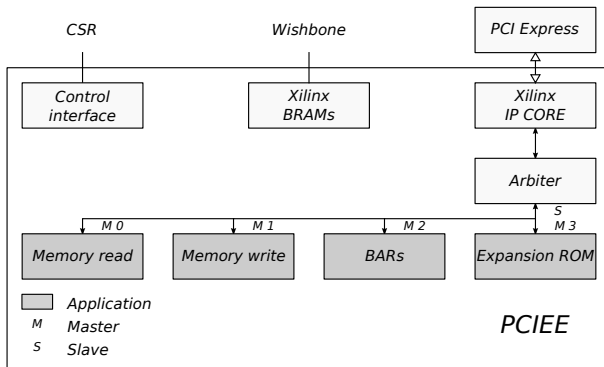 CSR
Wishbone
PCI Express
Control
interface
Xilinx
BRAMs
Xilinx
IP CORE
Arbiter
S
M 0
M 1
M 2
M 3
Memory read
Memory write
BARs
Expansion ROM
Application
M Master
S Slave
PCIEE